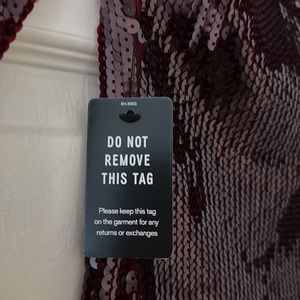 DO NOT
REMOVE
THIS TAG
Please keep this tag
on the garment for any
returns or exchanges